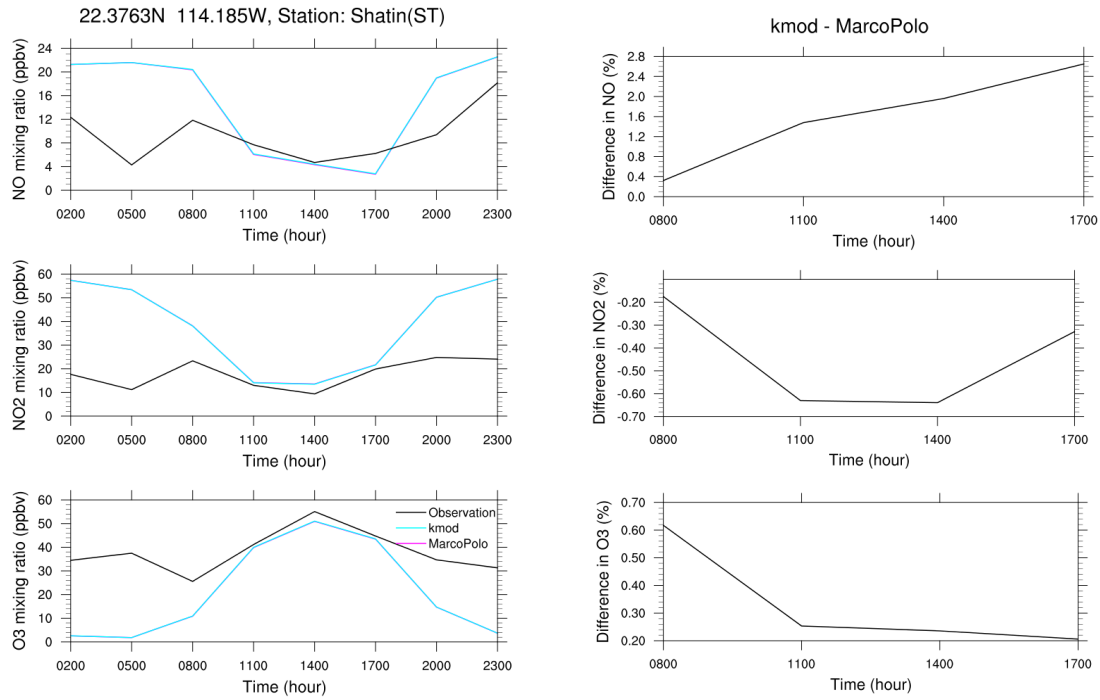 22.3763N  114.185W, Station: Shatin(ST)
NO mixing ratio (ppbv)
24
20
16
12
8
4
0
0200 0500 0800 1100 1400 1700 2000 2300
Time (hour)
NO2 mixing ratio (ppbv)
60
50
40
30
20
10
0
0200 0500 0800 1100 1400 1700 2000 2300
Time (hour)
O3 mixing ratio (ppbv)
60
50
40
30
20
10
0
Observation
kmod
MarcoPolo
0200 0500 0800 1100 1400 1700 2000 2300
Time (hour)
kmod - MarcoPolo
Difference in NO (%)
2.8
2.4
2.0
1.6
1.2
0.8
0.4
0.0
0800 1100 1400 1700
Time (hour)
Difference in NO2 (%)
-0.20
-0.30
-0.40
-0.50
-0.60
-0.70
0800 1100 1400 1700
Time (hour)
Difference in O3 (%)
0.70
0.60
0.50
0.40
0.30
0.20
0800 1100 1400 1700
Time (hour)